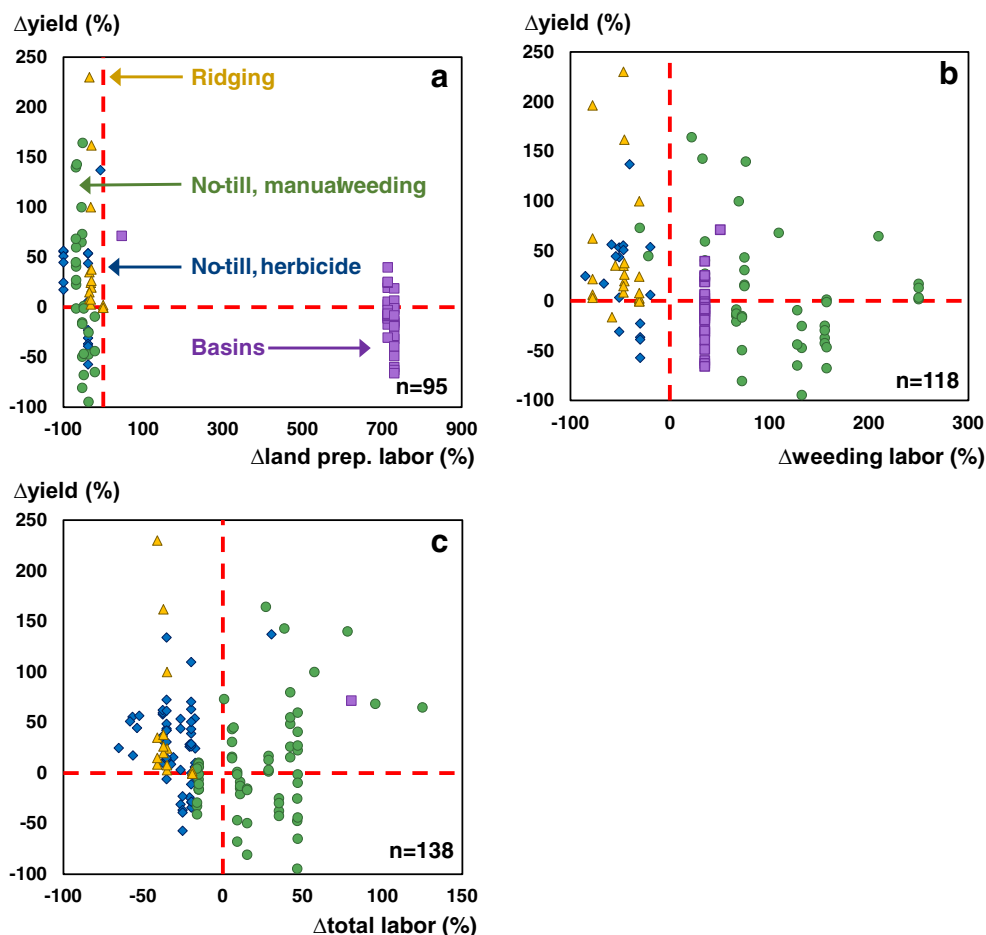 ∆yield (%)
250
200
150
100
50
0
-50
-100
-100
100
300
500
700
900
∆land prep. labor (%)
a
Ridging
No-till, manualweeding
No-till, herbicide
Basins
n=95
∆yield (%)
250
200
150
100
50
0
-50
-100
-100
0
100
200
300
∆weeding labor (%)
b
n=118
∆yield (%)
250
200
150
100
50
0
-50
-100
-100
-50
0
50
100
150
∆total labor (%)
c
n=138